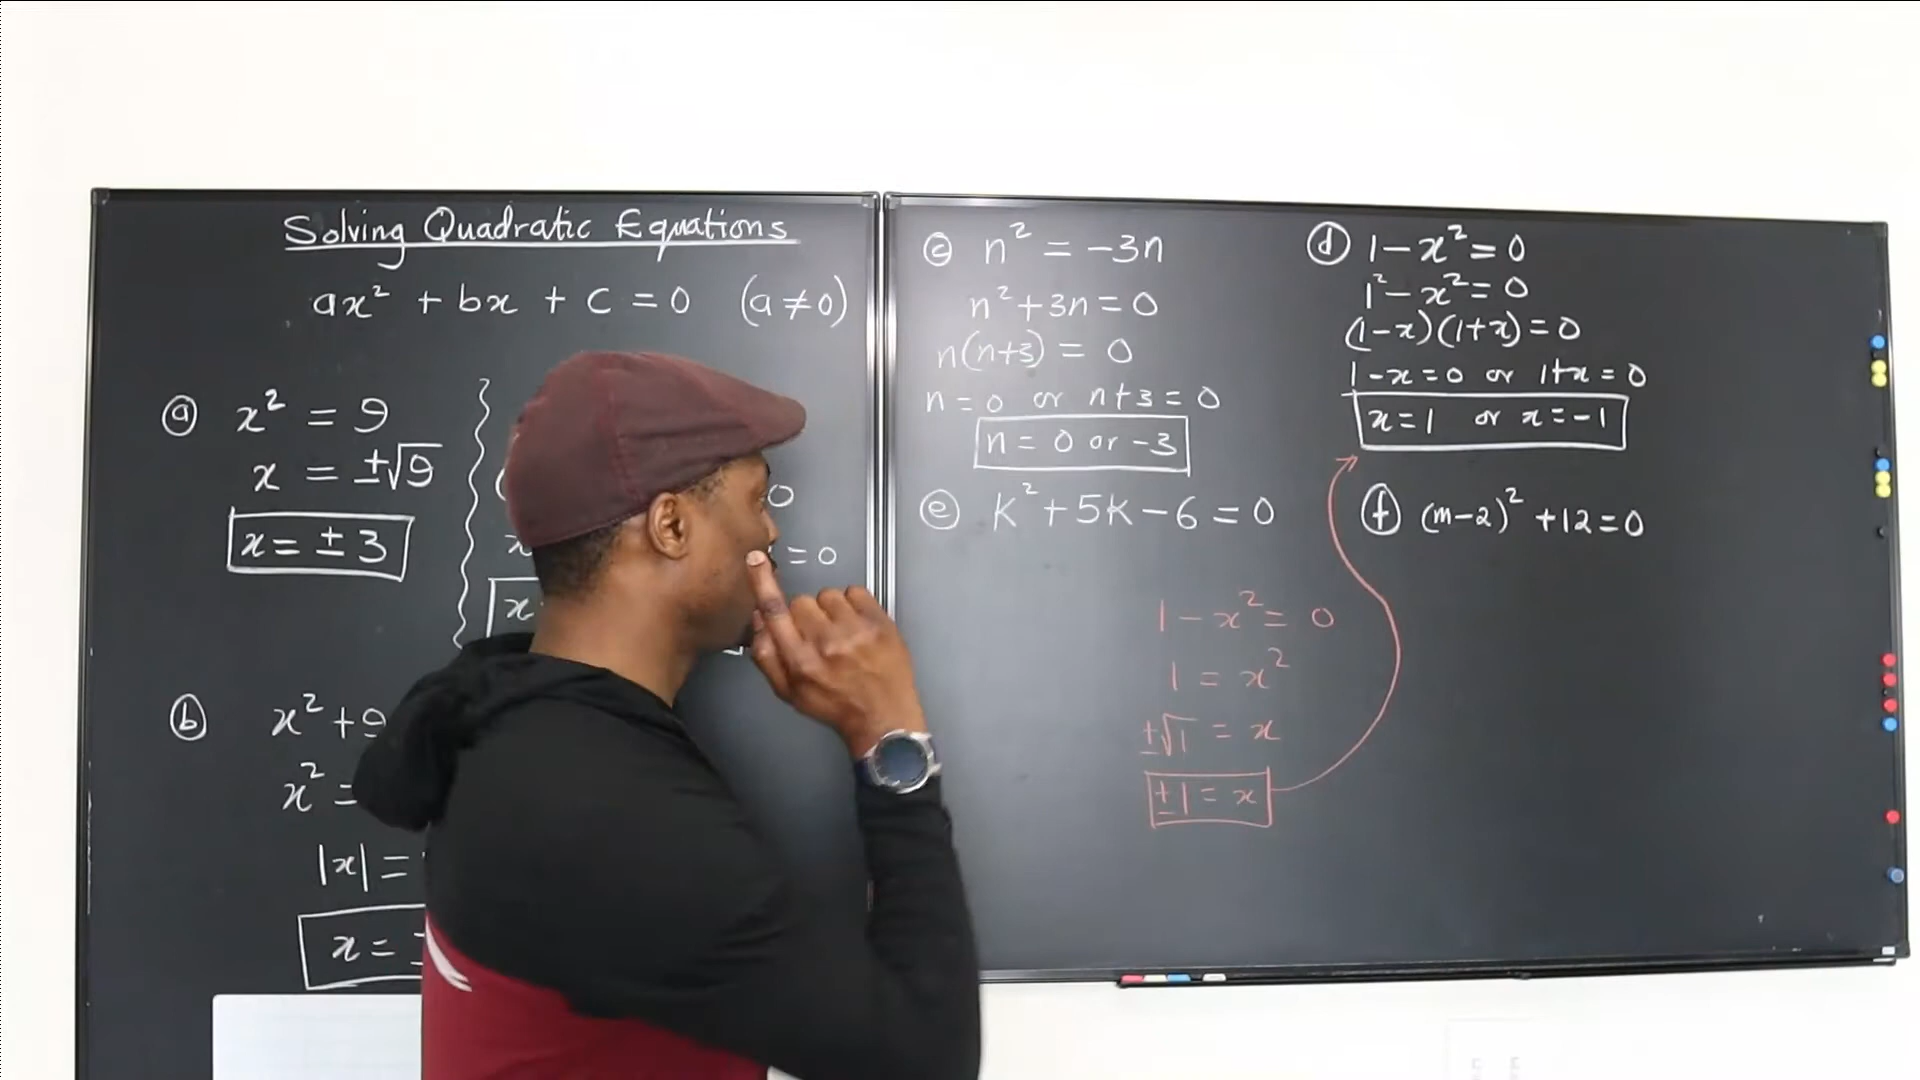 Solving Quadratic Equations
ax² + bx + c = 0 (a ≠ 0)
ⓐ x² = 9
x = ±√9
x = ±3
0
x
= 0
x
ⓑ x² + 9
x² =
|x| =
x =
ⓒ n² = -3n
n² + 3n = 0
n(n+3) = 0
n = 0 or n+3 = 0
n = 0 or -3
ⓓ 1 - x² = 0
1² - x² = 0
(1-x)(1+x) = 0
1-x = 0 or 1+x = 0
x = 1 or x = -1
ⓔ k² + 5k - 6 = 0
1 - x² = 0
1 = x²
±√1 = x
±1 = x
ⓕ (m-2)² + 12 = 0